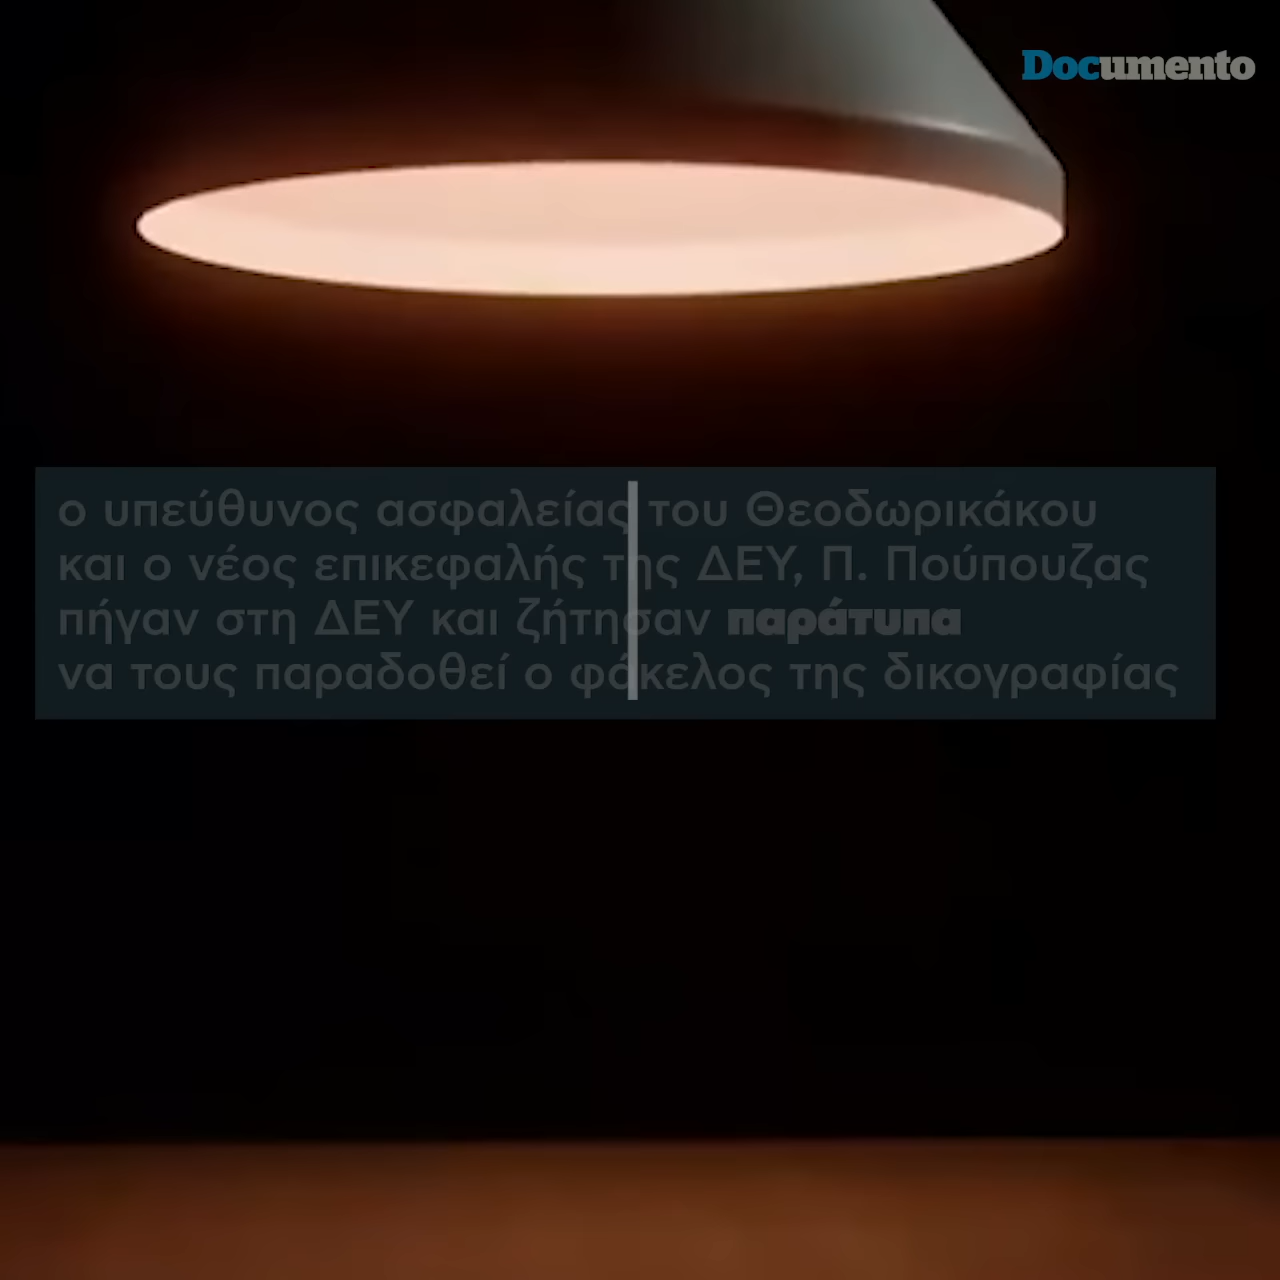 Documento
ο υπεύθυνος ασφαλείας του Θεοδωρικάκου
και ο νέος επικεφαλής της ΔΕΥ, Π. Πούπουζας
πήγαν στη ΔΕΥ και ζήτησαν παράτυπα
να τους παραδοθεί ο φάκελος της δικογραφίας